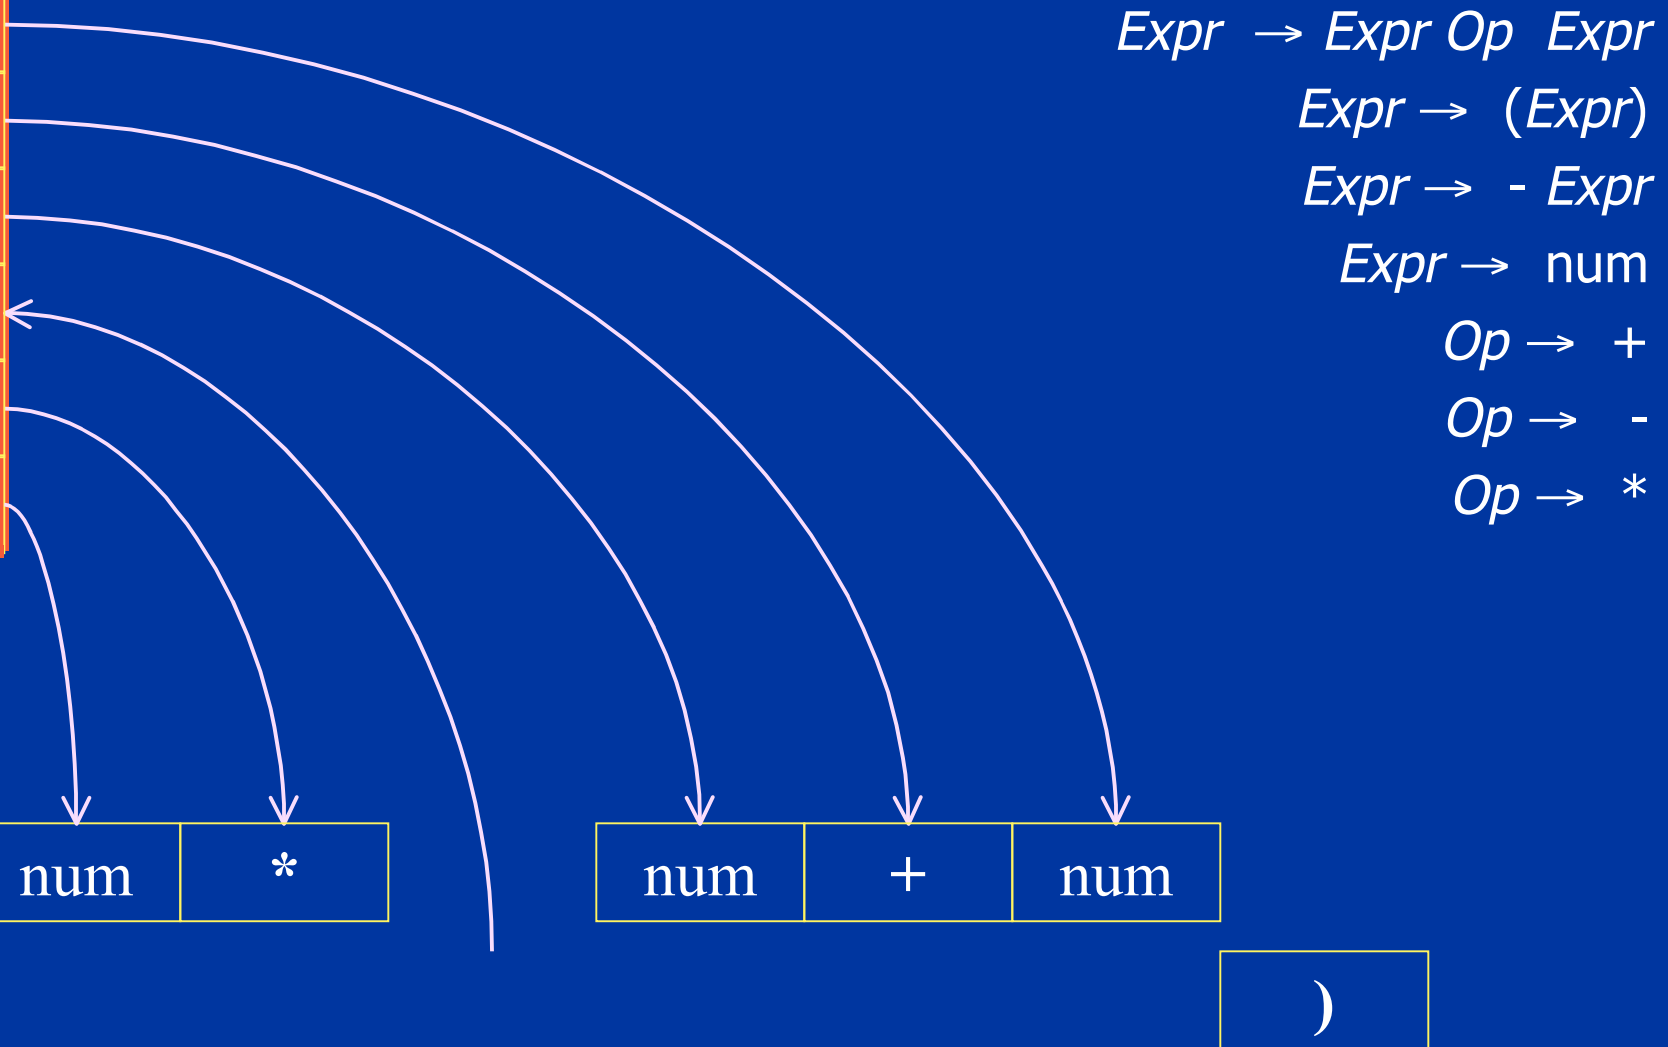 Expr → Expr Op Expr
Expr → (Expr)
Expr → - Expr
Expr → num
Op → +
Op → -
Op → *
num * num + num
)